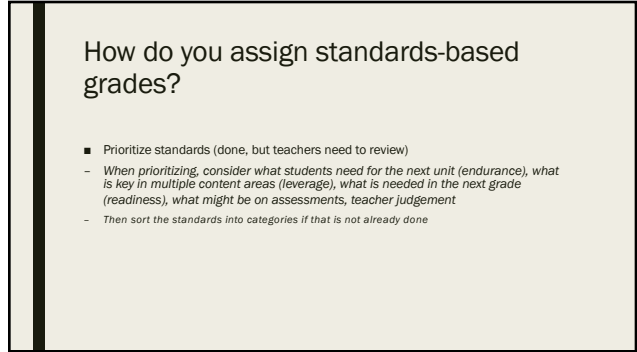 How do you assign standards-based
grades?
■ Prioritize standards (done, but teachers need to review)
– When prioritizing, consider what students need for the next unit (endurance), what
is key in multiple content areas (leverage), what is needed in the next grade
(readiness), what might be on assessments, teacher judgement
– Then sort the standards into categories if that is not already done